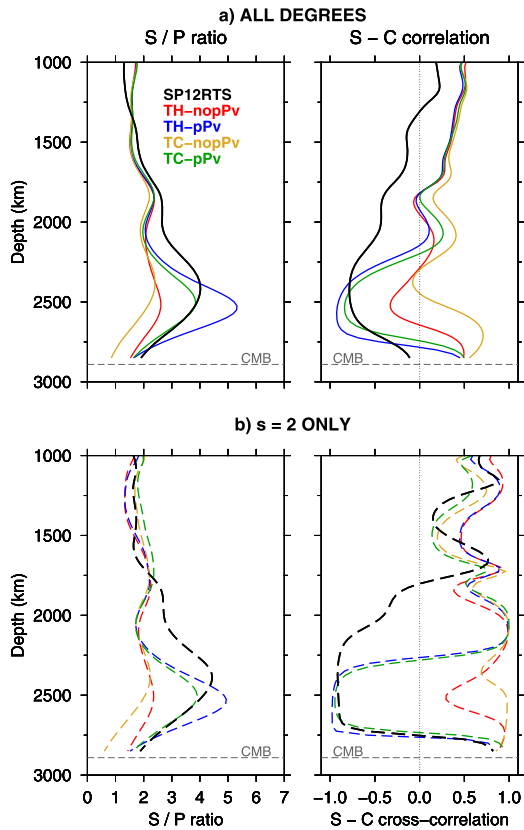 a) ALL DEGREES
S / P ratio
S − C correlation
1000
1500
2000
2500
3000
Depth (km)
SP12RTS
TH−nopPv
TH−pPv
TC−nopPv
TC−pPv
CMB
CMB
b) s = 2 ONLY
1000
1500
2000
2500
3000
Depth (km)
CMB
CMB
0 1 2 3 4 5 6 7
−1.0 −0.5 0.0 0.5 1.0
S / P ratio
S − C cross−correlation